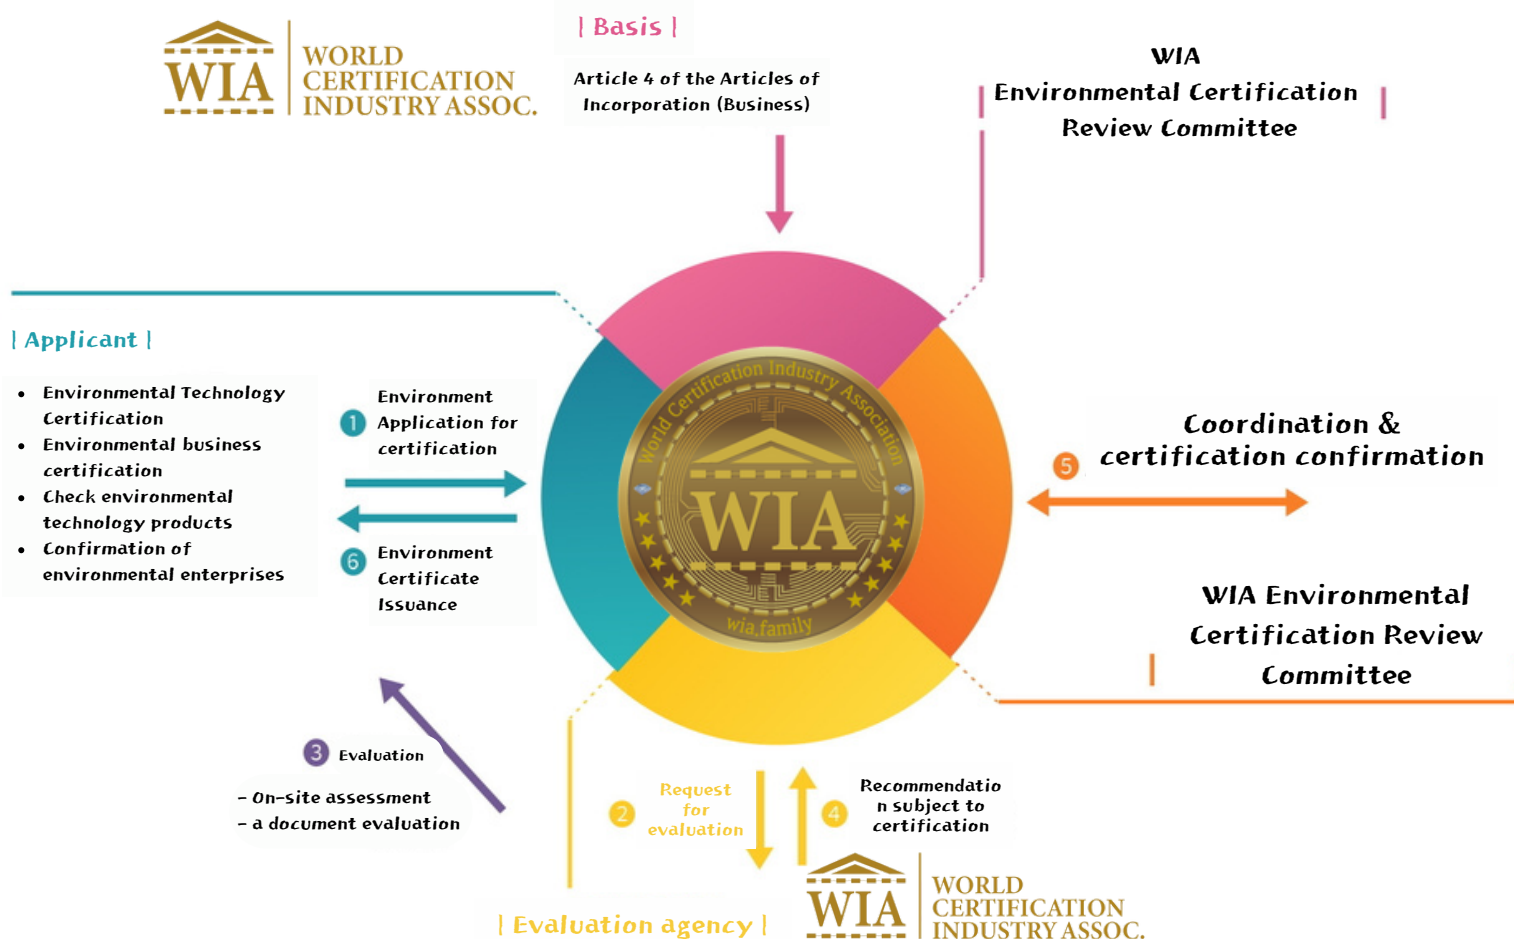 WIA
WORLD
CERTIFICATION
INDUSTRY ASSOC.
| Basis |
Article 4 of the Articles of
Incorporation (Business)
WIA
| Environmental Certification |
Review Committee
| Applicant |
• Environmental Technology
Certification
• Environmental business
certification
• Check environmental
technology products
• Confirmation of
environmental enterprises
1
Environment
Application for
certification
6
Environment
Certificate
Issuance
World Certification Industry Association
WIA
wia.family
5
Coordination &
certification confirmation
WIA Environmental
Certification Review
| Committee
3 Evaluation
- On-site assessment
- a document evaluation
2
Request
for
evaluation
4
Recommendatio
n subject to
certification
| Evaluation agency |
WIA
WORLD
CERTIFICATION
INDUSTRY ASSOC.